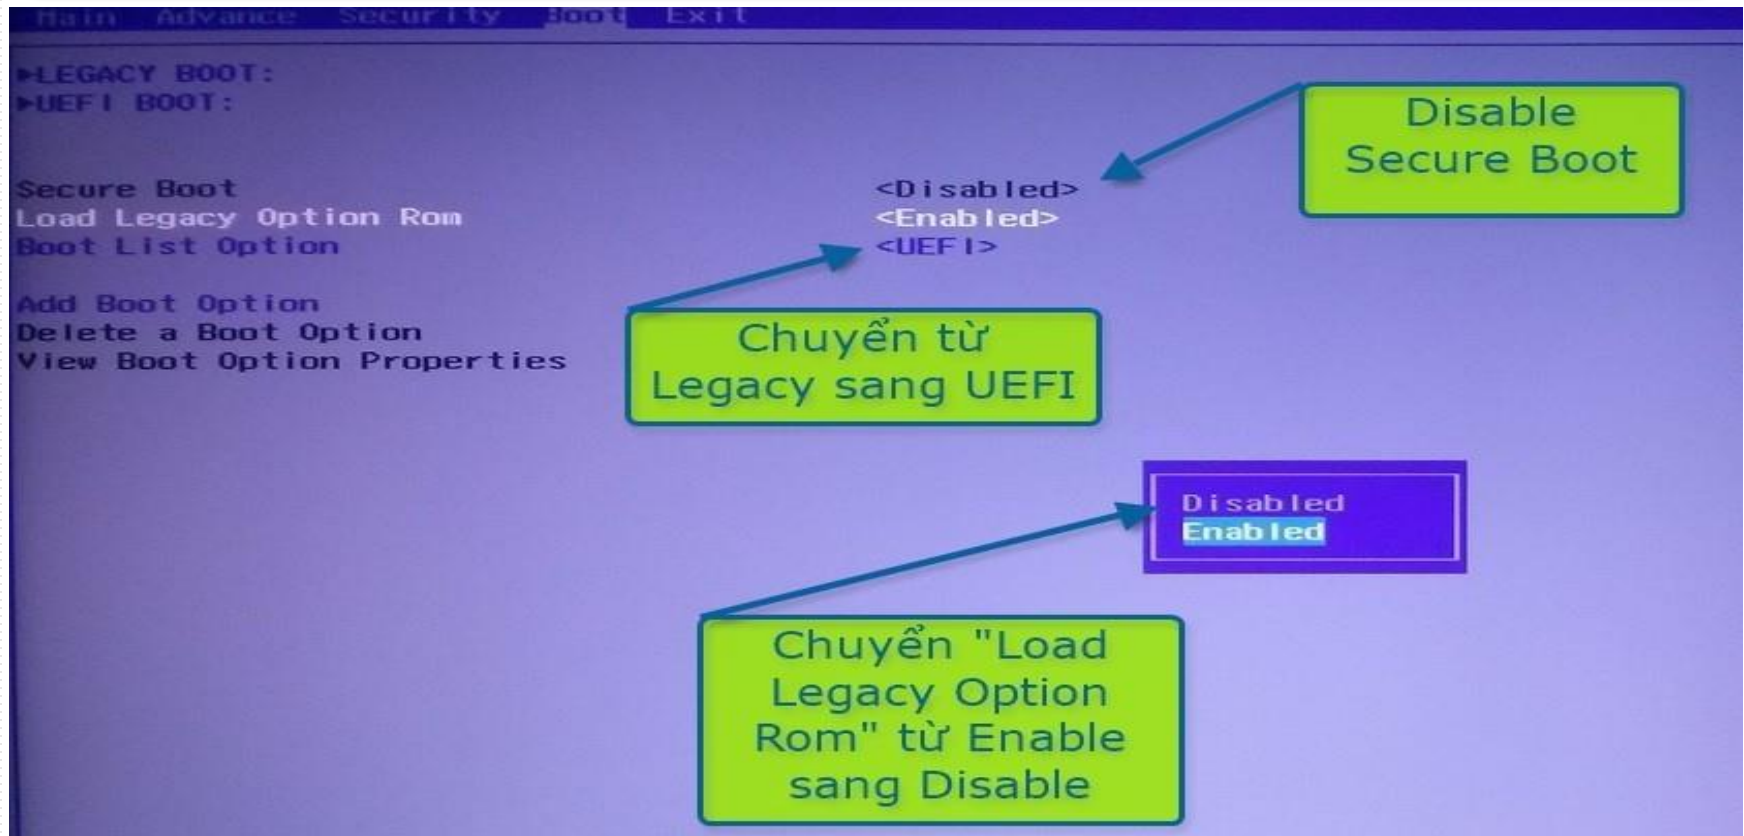 Main Advance Security Boot Exit
►LEGACY BOOT:
►UEFI BOOT:
Disable
Secure Boot
Secure Boot <Disabled>
Load Legacy Option Rom <Enabled>
Boot List Option <UEFI>
Add Boot Option
Delete a Boot Option
View Boot Option Properties
Chuyển từ
Legacy sang UEFI
Disabled
Enabled
Chuyển "Load
Legacy Option
Rom" từ Enable
sang Disable